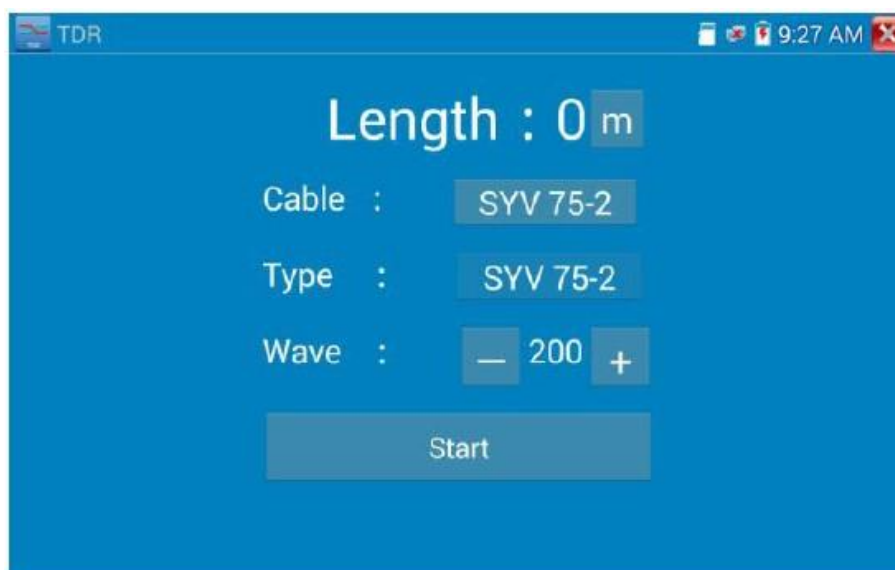 TDR 9:27 AM
Length : 0 m
Cable : SYV 75-2
Type : SYV 75-2
Wave : — 200 +
Start